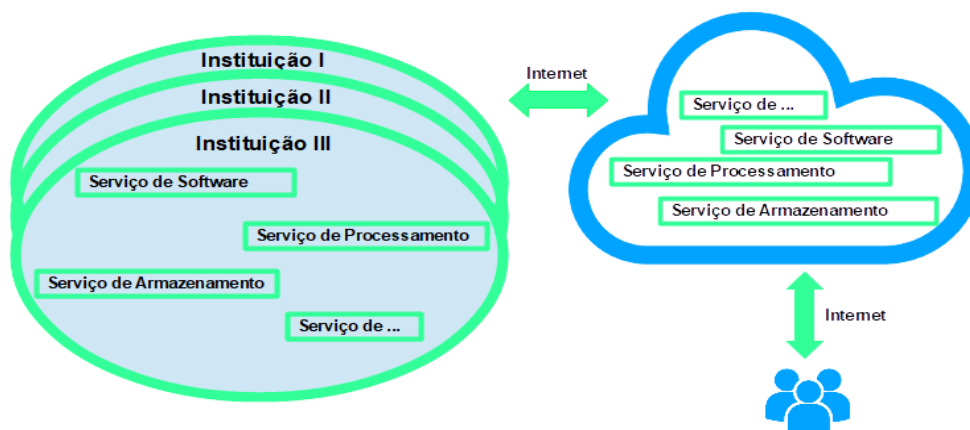 Instituição I
Instituição II
Instituição III
Serviço de Software
Serviço de Processamento
Serviço de Armazenamento
Serviço de ...
Internet
Serviço de ...
Serviço de Software
Serviço de Processamento
Serviço de Armazenamento
Internet